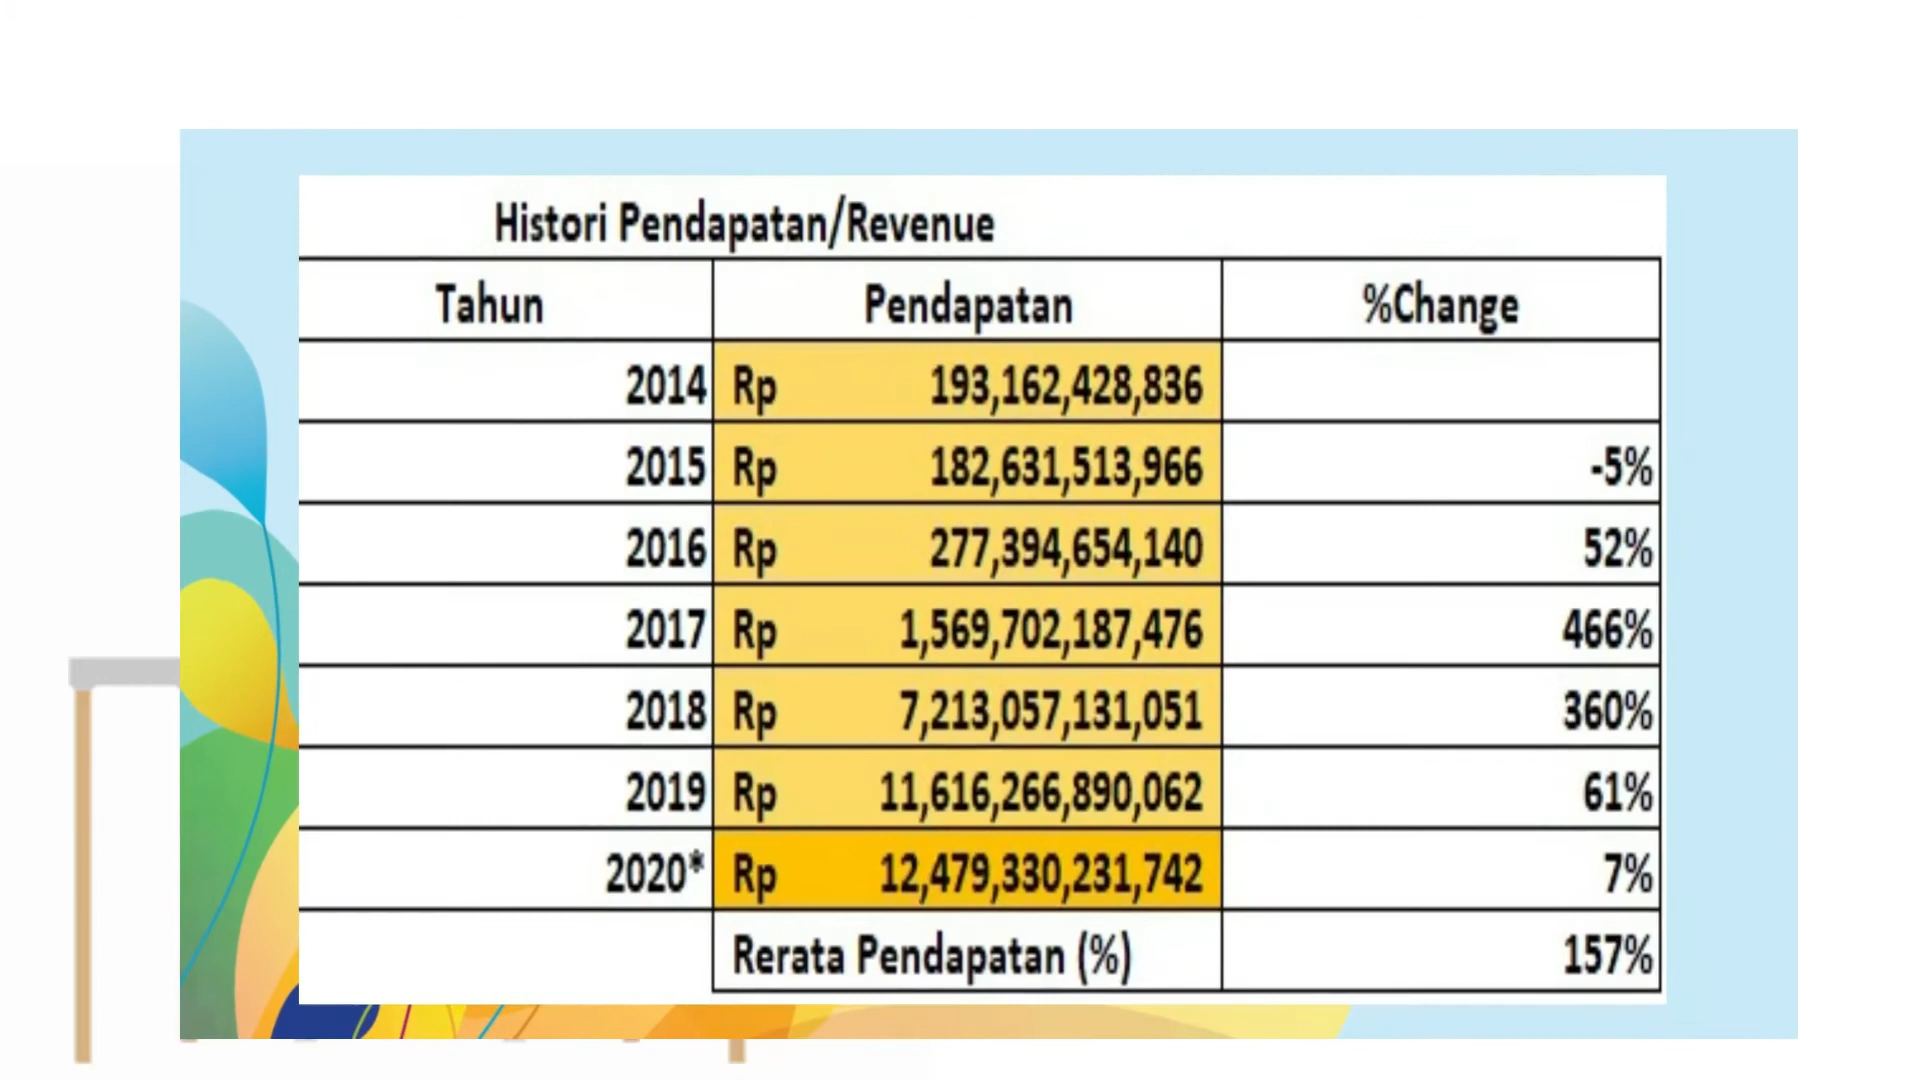 Histori Pendapatan/Revenue
Tahun Pendapatan %Change
2014 Rp 193,162,428,836
2015 Rp 182,631,513,966 -5%
2016 Rp 277,394,654,140 52%
2017 Rp 1,569,702,187,476 466%
2018 Rp 7,213,057,131,051 360%
2019 Rp 11,616,266,890,062 61%
2020* Rp 12,479,330,231,742 7%
Rerata Pendapatan (%) 157%